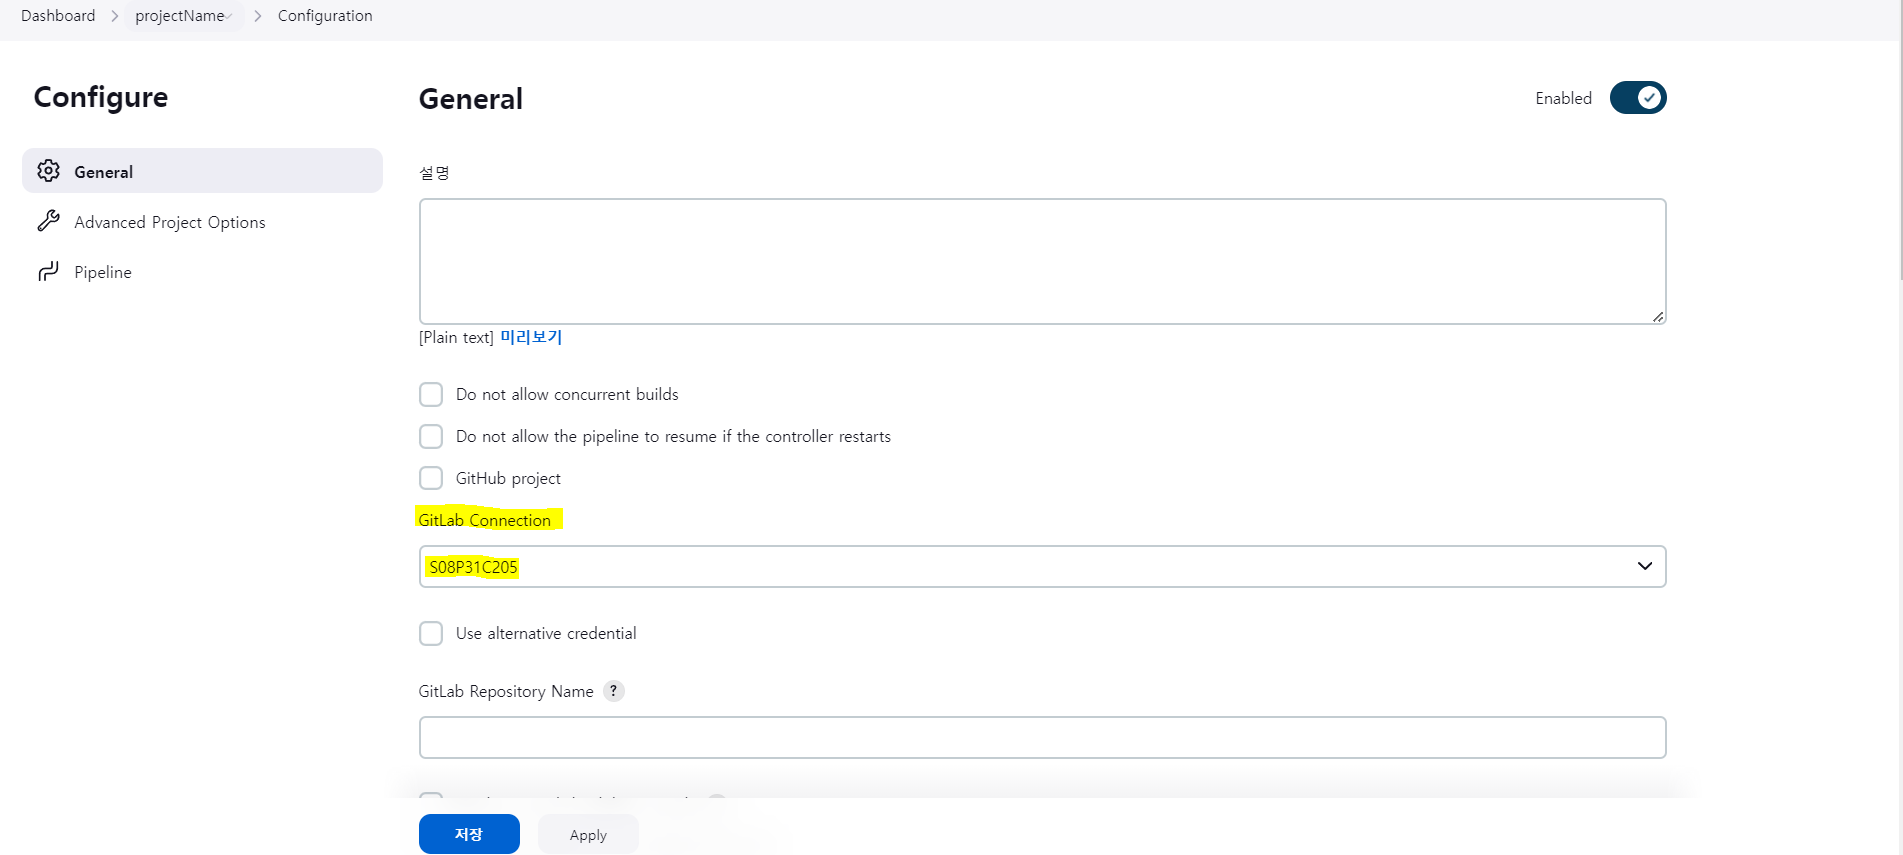 Dashboard > projectName > Configuration
Configure
General
Advanced Project Options
Pipeline
General
Enabled
설명
[Plain text] 미리보기
Do not allow concurrent builds
Do not allow the pipeline to resume if the controller restarts
GitHub project
GitLab Connection
S08P31C205
Use alternative credential
GitLab Repository Name ?
저장
Apply